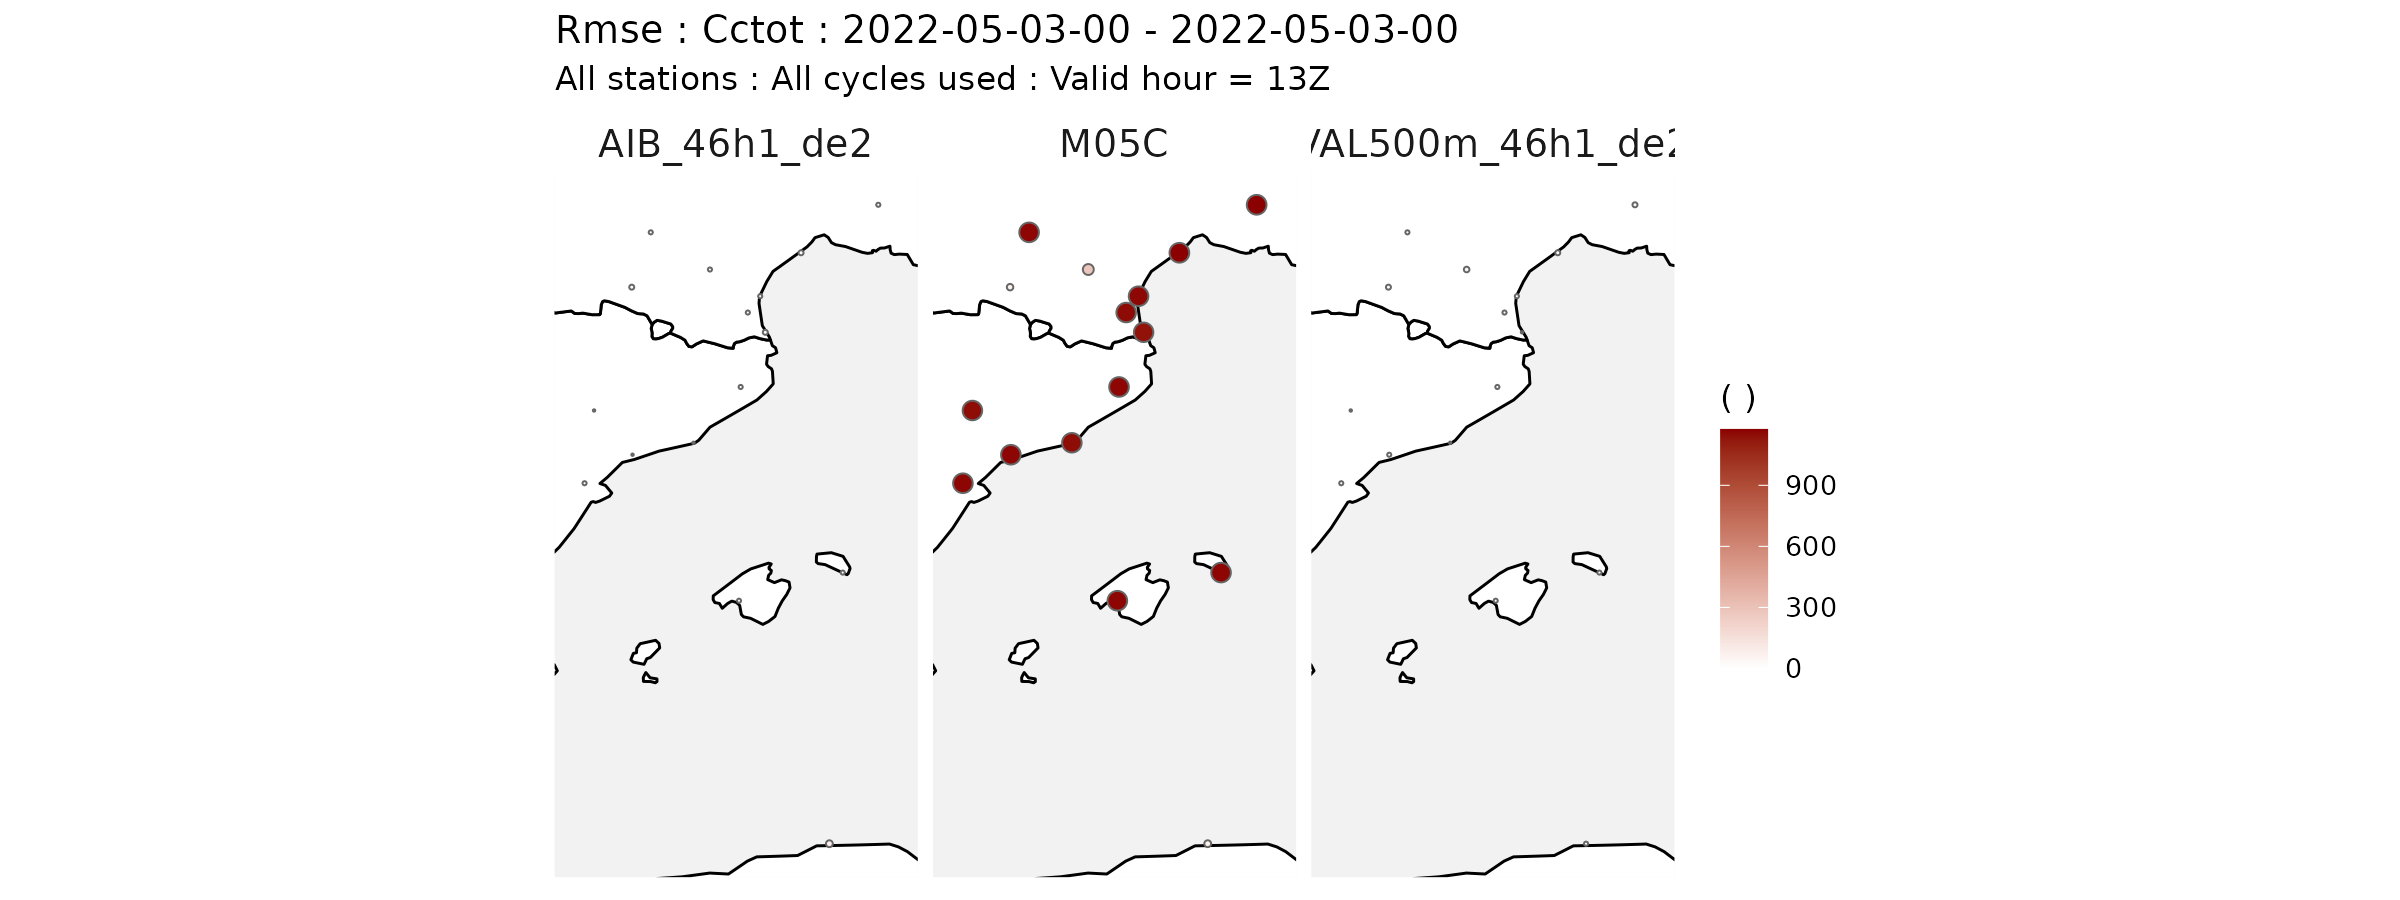 Rmse : Cctot : 2022-05-03-00 - 2022-05-03-00
All stations : All cycles used : Valid hour = 13Z
AIB_46h1_de2
M05C
VAL500m_46h1_de2
( )
900
600
300
0